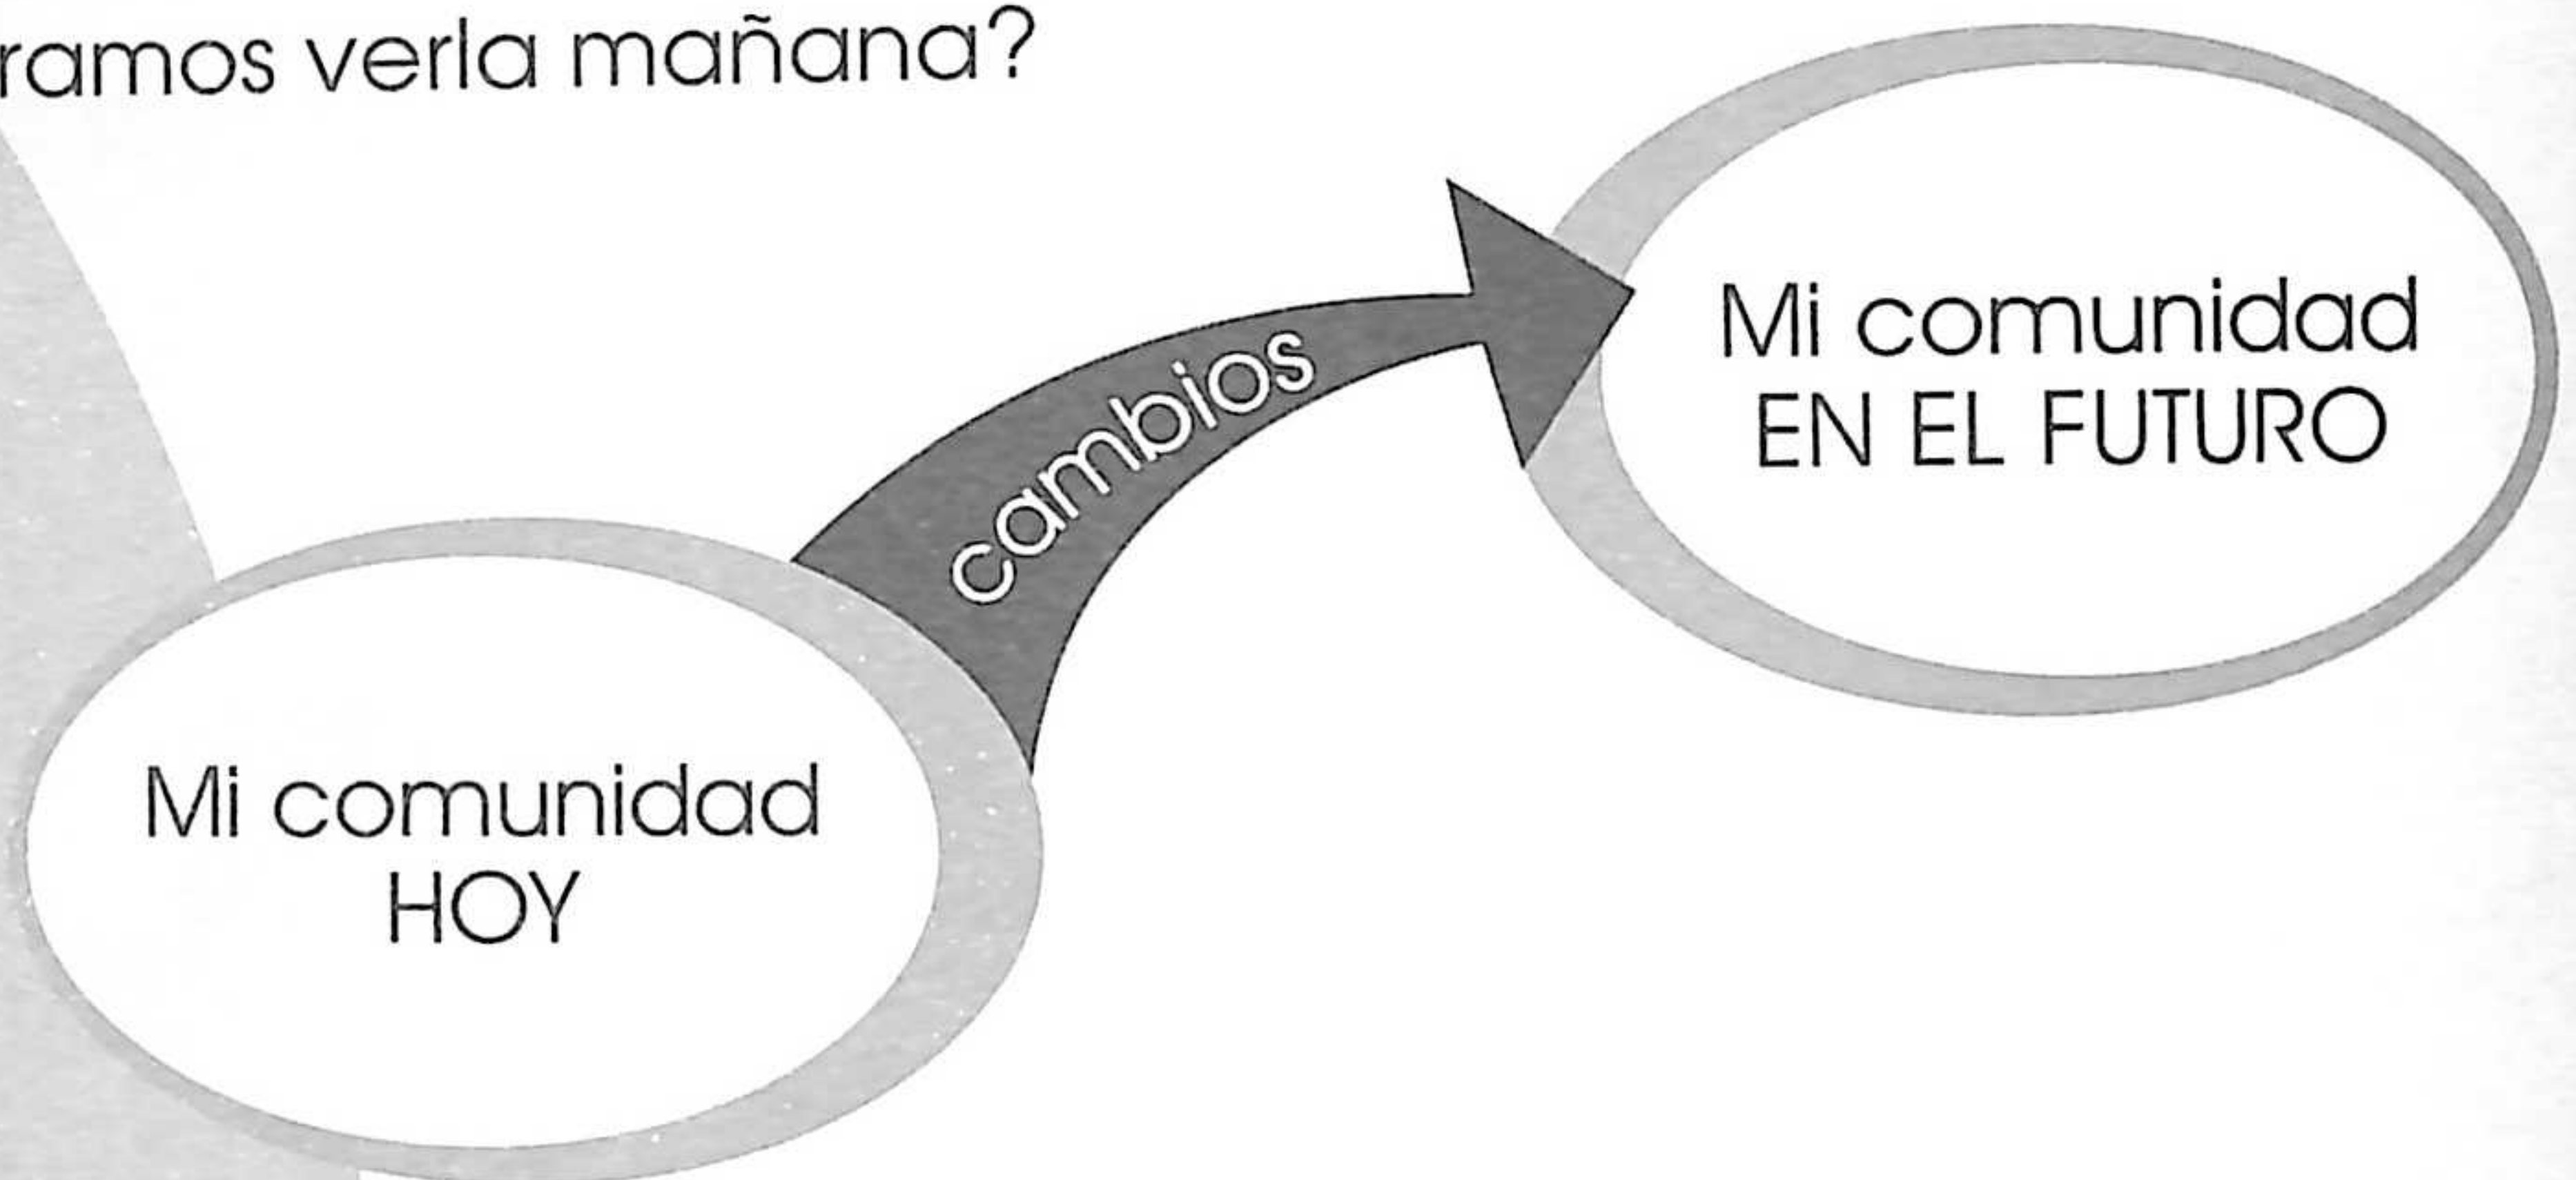 ramos verla mañana?
Mi comunidad
EN EL FUTURO
cambios
Mi comunidad
HOY